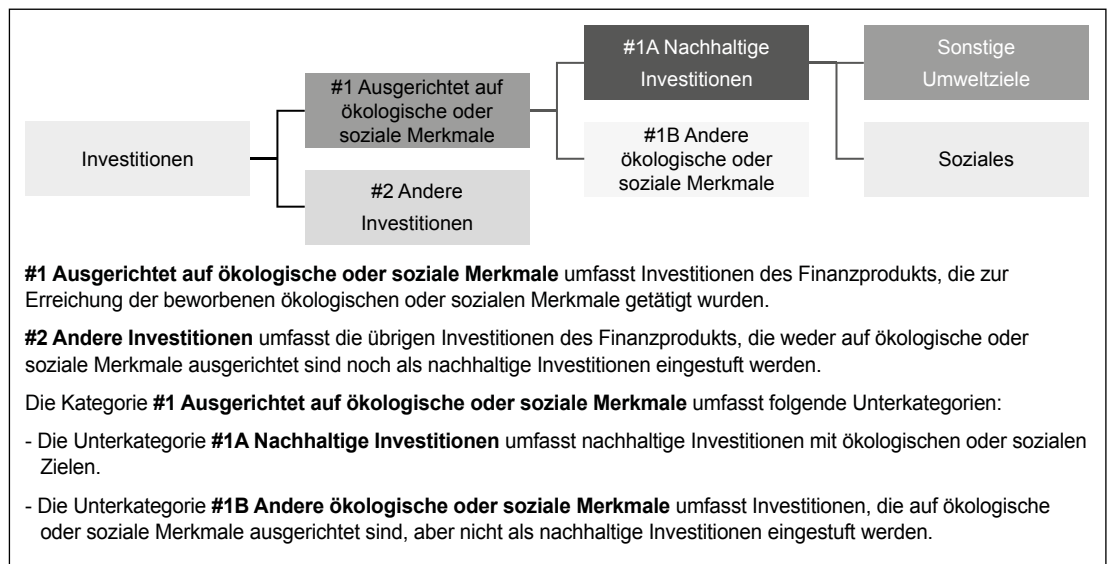 Investitionen
#1 Ausgerichtet auf
ökologische oder
soziale Merkmale
#2 Andere
Investitionen
#1A Nachhaltige
Investitionen
#1B Andere
ökologische oder
soziale Merkmale
Sonstige
Umweltziele
Soziales
#1 Ausgerichtet auf ökologische oder soziale Merkmale umfasst Investitionen des Finanzprodukts, die zur
Erreichung der beworbenen ökologischen oder sozialen Merkmale getätigt wurden.
#2 Andere Investitionen umfasst die übrigen Investitionen des Finanzprodukts, die weder auf ökologische oder
soziale Merkmale ausgerichtet sind noch als nachhaltige Investitionen eingestuft werden.
Die Kategorie #1 Ausgerichtet auf ökologische oder soziale Merkmale umfasst folgende Unterkategorien:
- Die Unterkategorie #1A Nachhaltige Investitionen umfasst nachhaltige Investitionen mit ökologischen oder sozialen
Zielen.
- Die Unterkategorie #1B Andere ökologische oder soziale Merkmale umfasst Investitionen, die auf ökologische
oder soziale Merkmale ausgerichtet sind, aber nicht als nachhaltige Investitionen eingestuft werden.